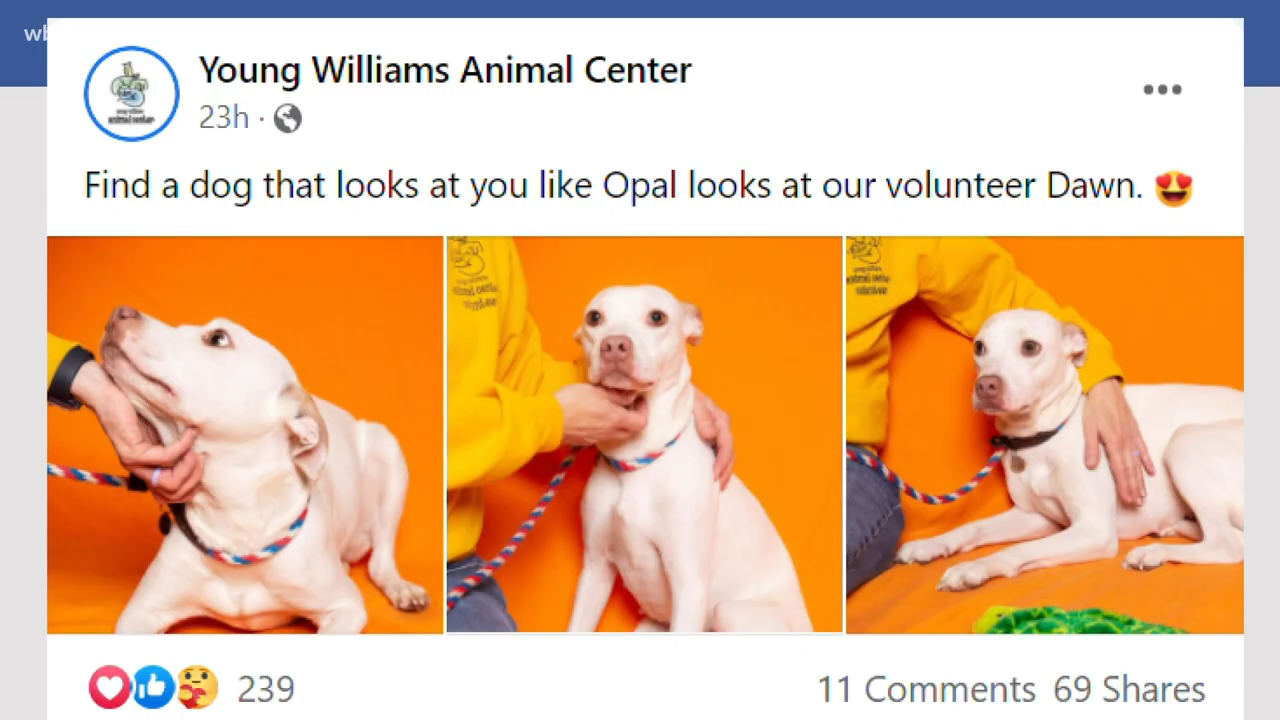 wb
Young Williams Animal Center
23h ·
Find a dog that looks at you like Opal looks at our volunteer Dawn. 😍
239
11 Comments 69 Shares